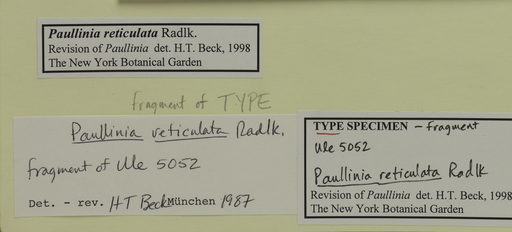 Paullinia reticulata Radlk.
Revision of Paullinia det. H.T. Beck, 1998
The New York Botanical Garden
fragment of TYPE
Paullinia reticulata Radlk.
fragment of Ule 5052
Det. - rev. HT Beck München 1987
TYPE SPECIMEN - fragment
Ule 5052
Paullinia reticulata Radlk
Revision of Paullinia det. H.T. Beck, 1998
The New York Botanical Garden